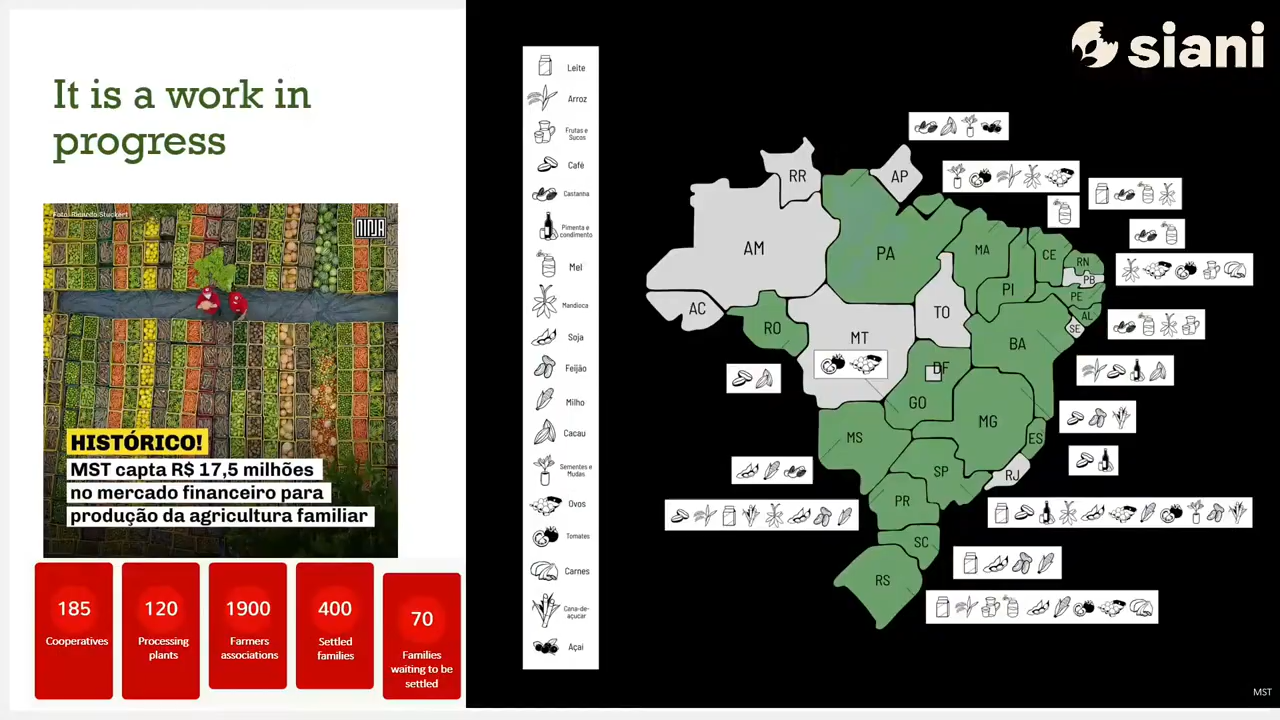 siani
It is a work in
progress
Foto: Ricardo Stuckert
NINJA
HISTÓRICO!
MST capta R$ 17,5 milhões
no mercado financeiro para
produção da agricultura familiar
185
Cooperatives
120
Processing
plants
1900
Farmers
associations
400
Settled
families
70
Families
waiting to be
settled
Leite
Arroz
Frutas e
Sucos
Café
Castanha
Pimenta e
condimento
Mel
Mandioca
Soja
Feijão
Milho
Cacau
Sementes e
Mudas
Ovos
Tomates
Carnes
Cana-de-
açucar
Açaí
RR
AP
AM
PA
MA
CE
RN
PB
PI
PE
AL
SE
AC
RO
TO
MT
BA
DF
GO
MG
ES
MS
SP
RJ
PR
SC
RS
MST